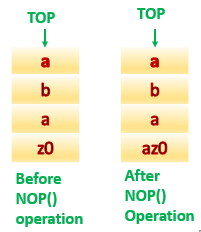 TOP
a
b
a
z0
Before
NOP()
operation
TOP
a
b
a
az0
After
NOP()
Operation